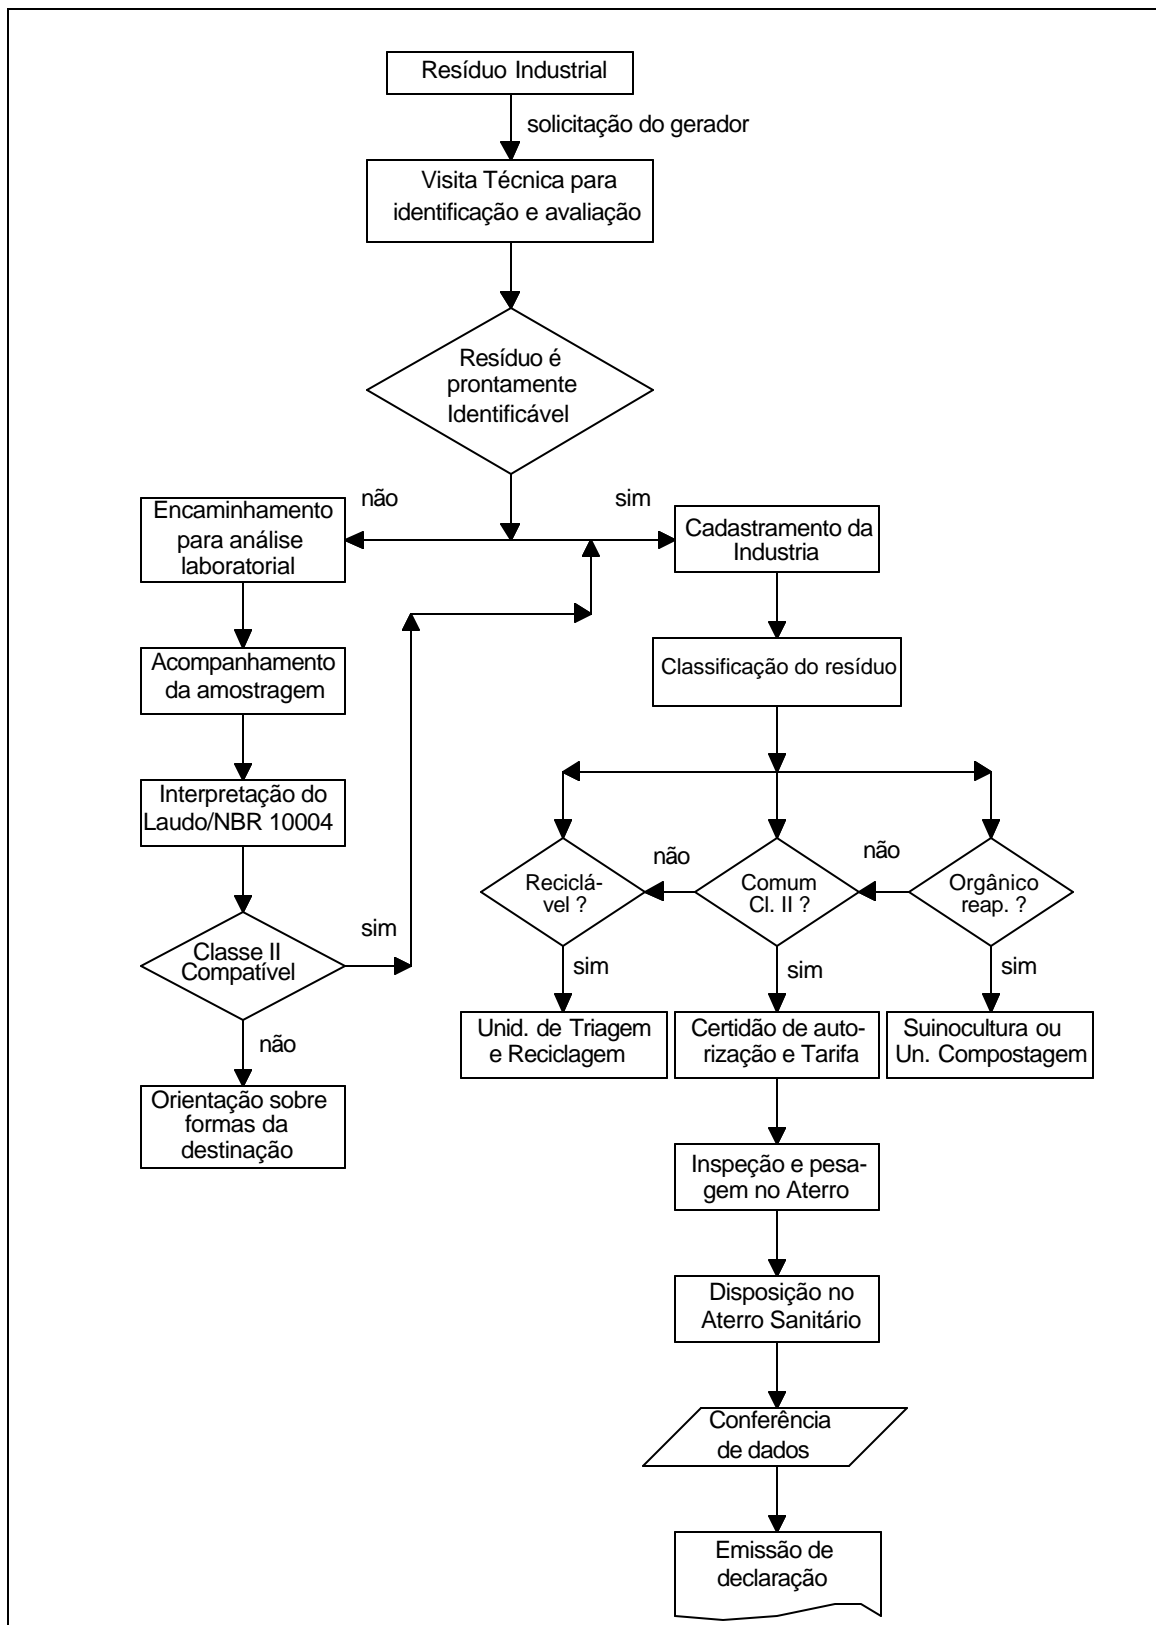 Resíduo Industrial
solicitação do gerador
Visita Técnica para
identificação e avaliação
Resíduo é
prontamente
Identificável
não
sim
Encaminhamento
para análise
laboratorial
Cadastramento da
Industria
Acompanhamento
da amostragem
Classificação do resíduo
Interpretação do
Laudo/NBR 10004
Reciclá-
vel ?
não
Comum
Cl. II ?
não
Orgânico
reap. ?
Classe II
Compatível
sim
sim
sim
sim
não
Unid. de Triagem
e Reciclagem
Certidão de auto-
rização e Tarifa
Suinocultura ou
Un. Compostagem
Orientação sobre
formas da
destinação
Inspeção e pesa-
gem no Aterro
Disposição no
Aterro Sanitário
Conferência
de dados
Emissão de
declaração